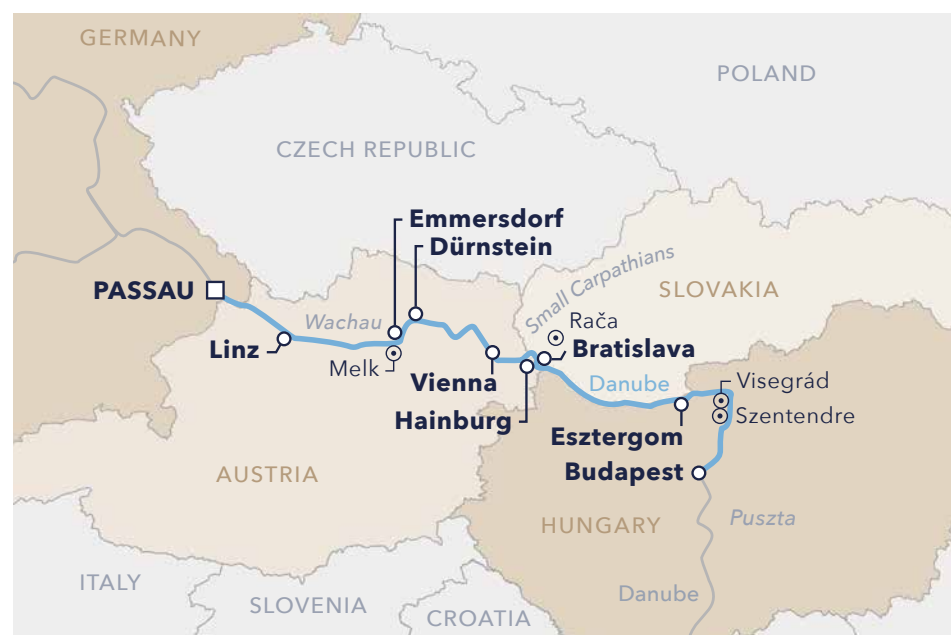 GERMANY
POLAND
CZECH REPUBLIC
Emmersdorf
Dürnstein
Small Carpathians
PASSAU
SLOVAKIA
Wachau
Rača
Linz
Bratislava
Melk
Vienna
Danube
Visegrád
Hainburg
Szentendre
Esztergom
Budapest
AUSTRIA
HUNGARY
Puszta
ITALY
Danube
SLOVENIA
CROATIA